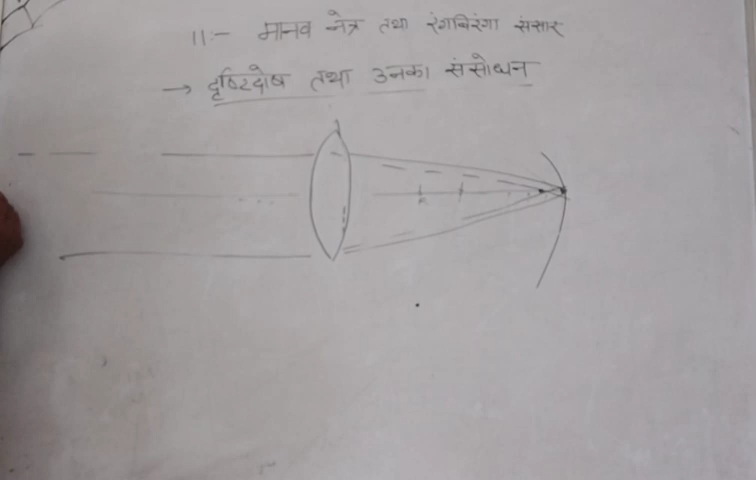 11:- मानव नेत्र तथा रंगबिरंगा संसार
→ दृष्टिदोष तथा उनका संसोधन